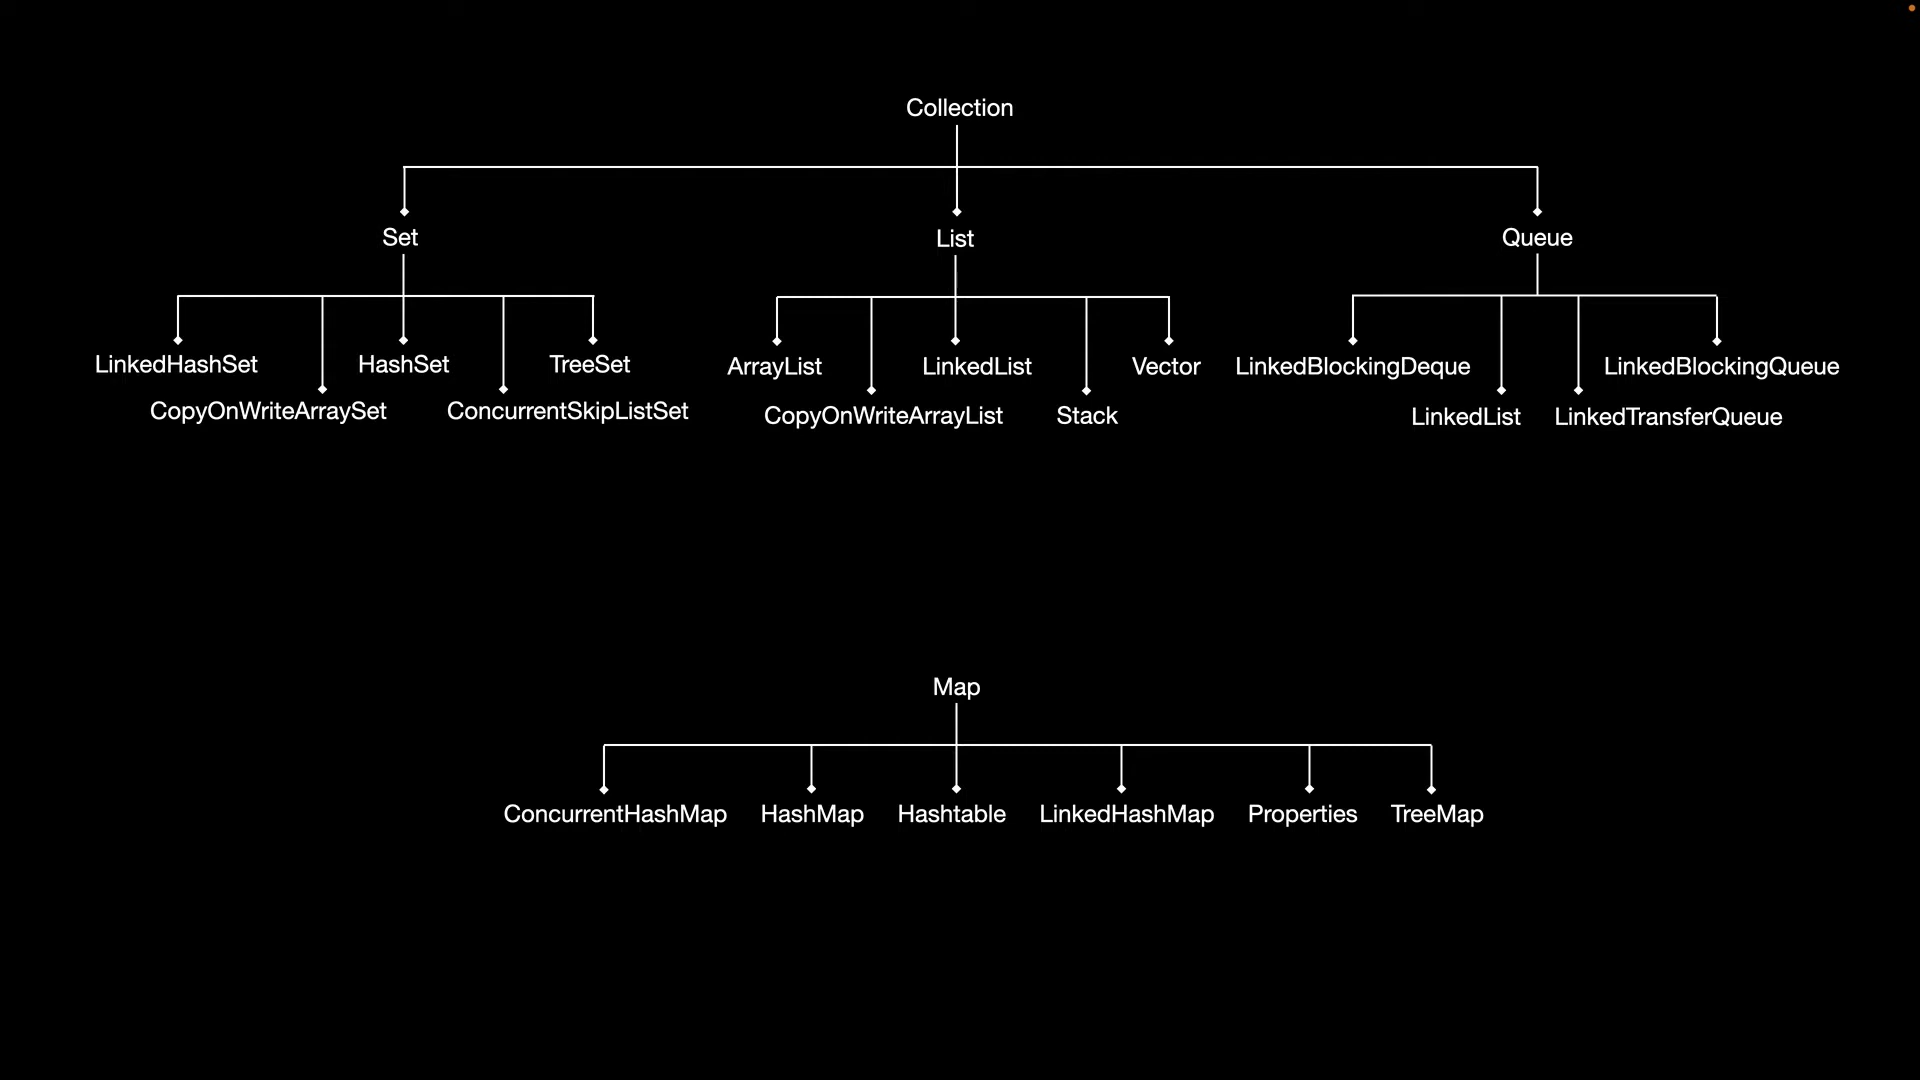 Collection
Set
List
Queue
LinkedHashSet
HashSet
TreeSet
CopyOnWriteArraySet
ConcurrentSkipListSet
ArrayList
LinkedList
Vector
CopyOnWriteArrayList
Stack
LinkedBlockingDeque
LinkedBlockingQueue
LinkedList
LinkedTransferQueue
Map
ConcurrentHashMap
HashMap
Hashtable
LinkedHashMap
Properties
TreeMap